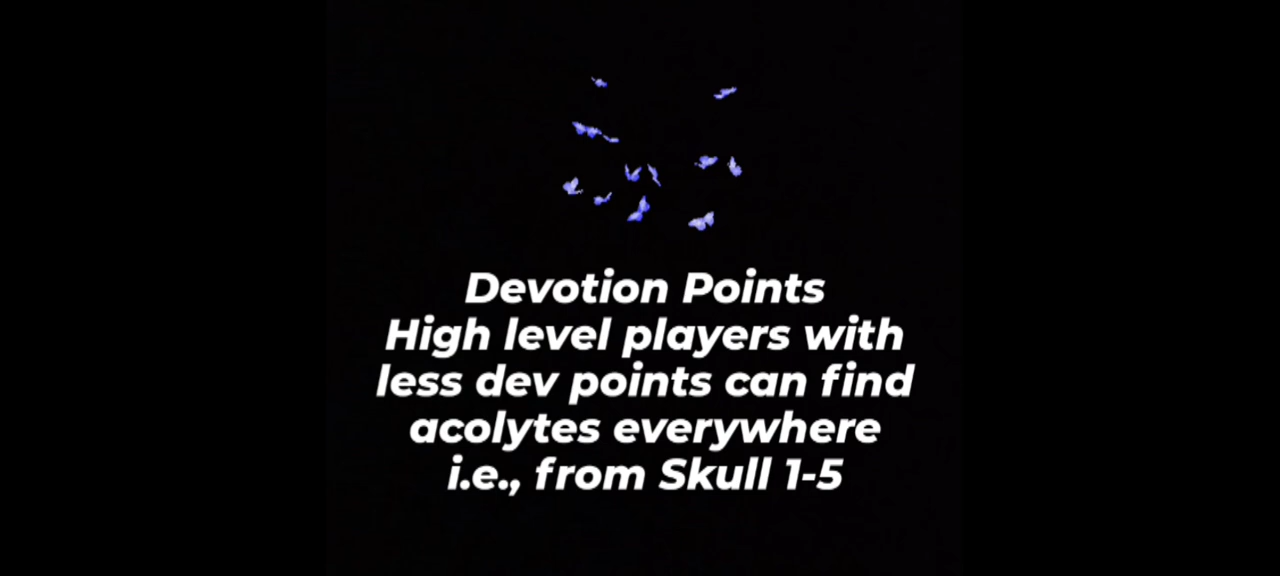 Devotion Points
High level players with
less dev points can find
acolytes everywhere
i.e., from Skull 1-5